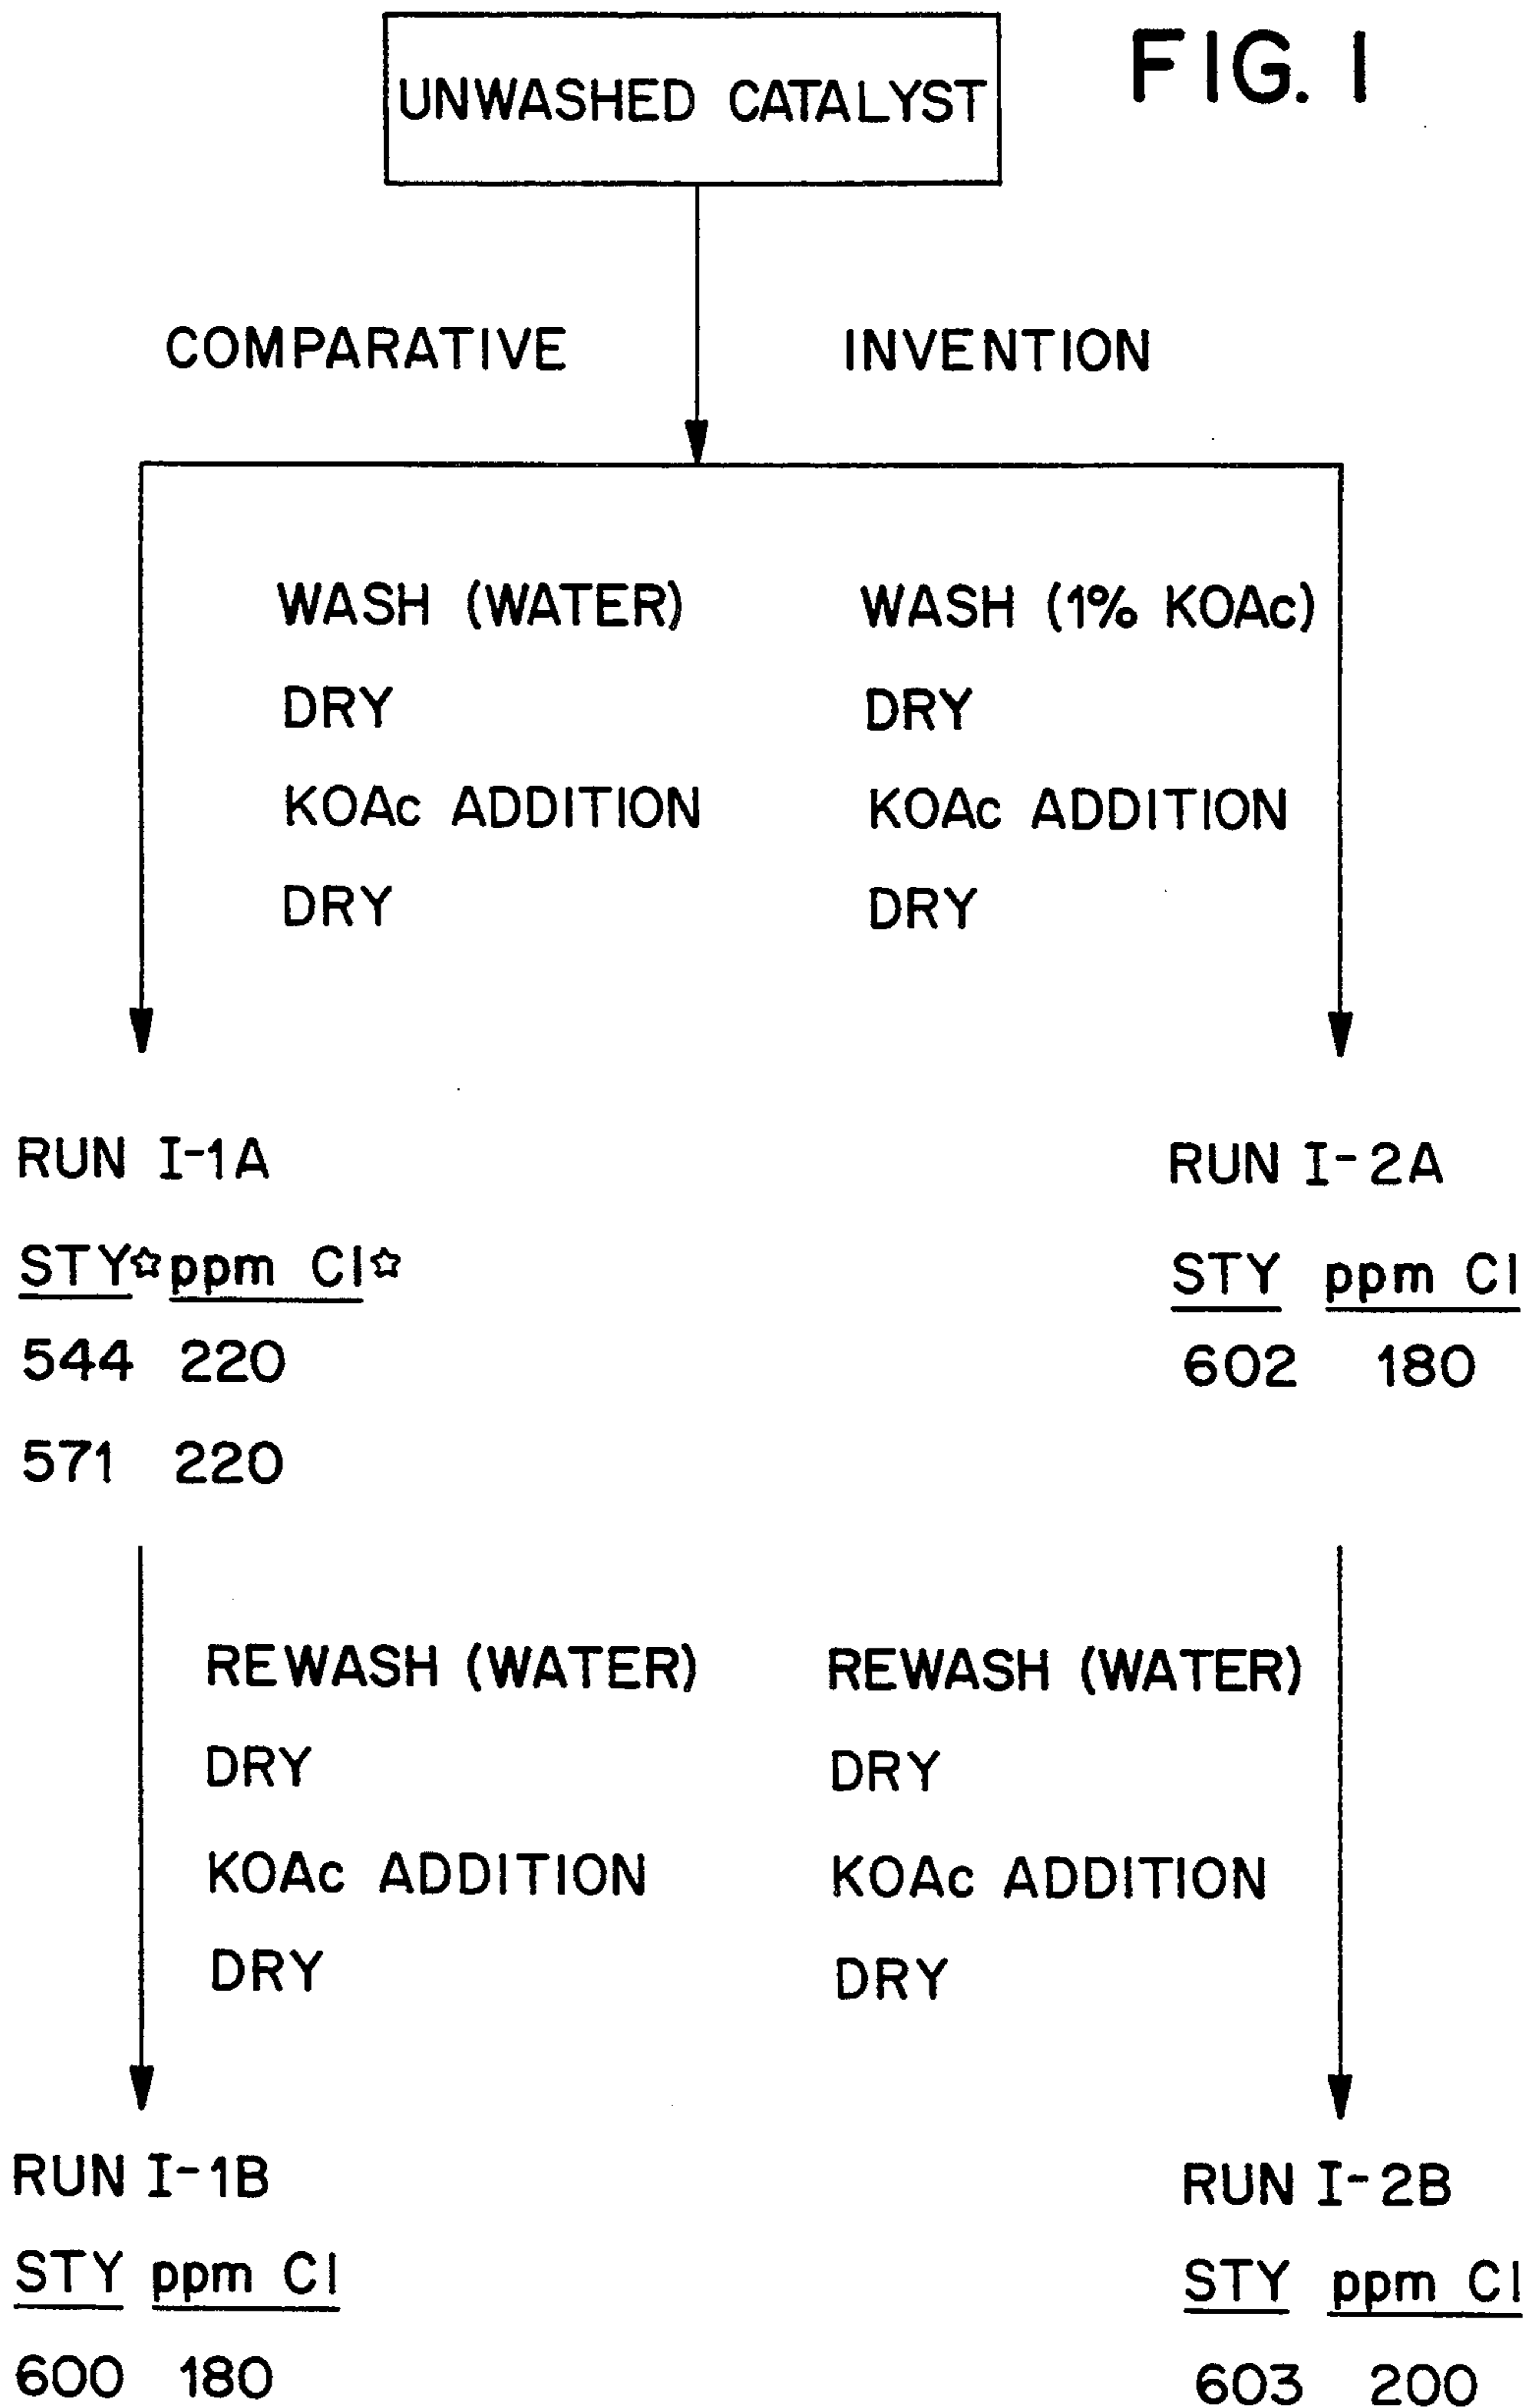 FIG. 1
UNWASHED CATALYST
COMPARATIVE INVENTION
WASH (WATER) WASH (1% KOAc)
DRY DRY
KOAc ADDITION KOAc ADDITION
DRY DRY
RUN I-1A RUN I-2A
STY☆ ppm Cl☆ STY ppm Cl
544 220 602 180
571 220
REWASH (WATER) REWASH (WATER)
DRY DRY
KOAc ADDITION KOAc ADDITION
DRY DRY
RUN I-1B RUN I-2B
STY ppm Cl STY ppm Cl
600 180 603 200